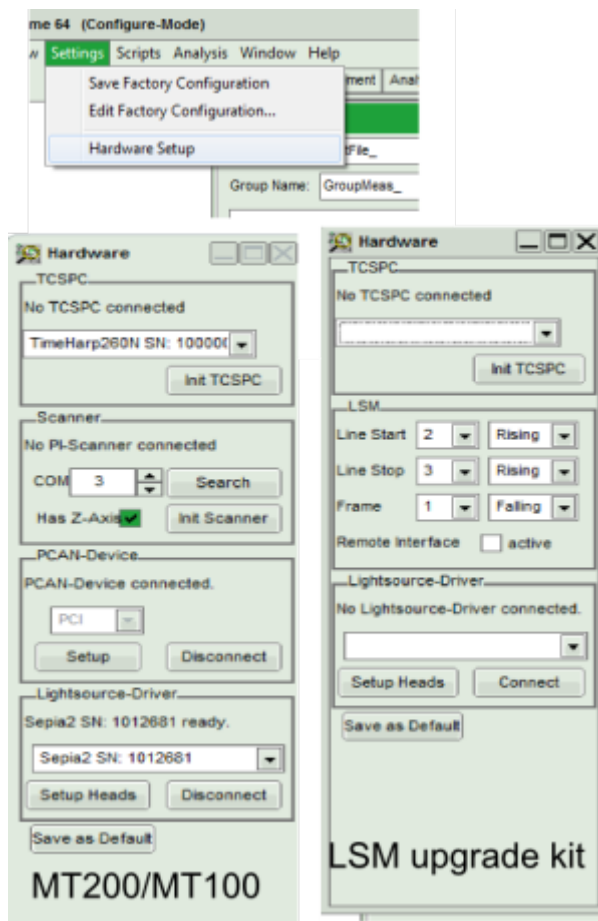 me 64 (Configure-Mode)
w Settings Scripts Analysis Window Help
Save Factory Configuration
Edit Factory Configuration...
Hardware Setup
ment Anal
tFile_
Group Name: GroupMeas_
Hardware
TCSPC
No TCSPC connected
TimeHarp260N SN: 10000
Init TCSPC
Scanner
No PI-Scanner connected
COM 3 Search
Has Z-Axis Init Scanner
PCAN-Device
PCAN-Device connected.
PCI
Setup Disconnect
Lightsource-Driver
Sepia2 SN: 1012681 ready.
Sepia2 SN: 1012681
Setup Heads Disconnect
Save as Default
MT200/MT100
Hardware
TCSPC
No TCSPC connected
Init TCSPC
LSM
Line Start 2 Rising
Line Stop 3 Rising
Frame 1 Falling
Remote Interface active
Lightsource-Driver
No Lightsource-Driver connected.
Setup Heads Connect
Save as Default
LSM upgrade kit